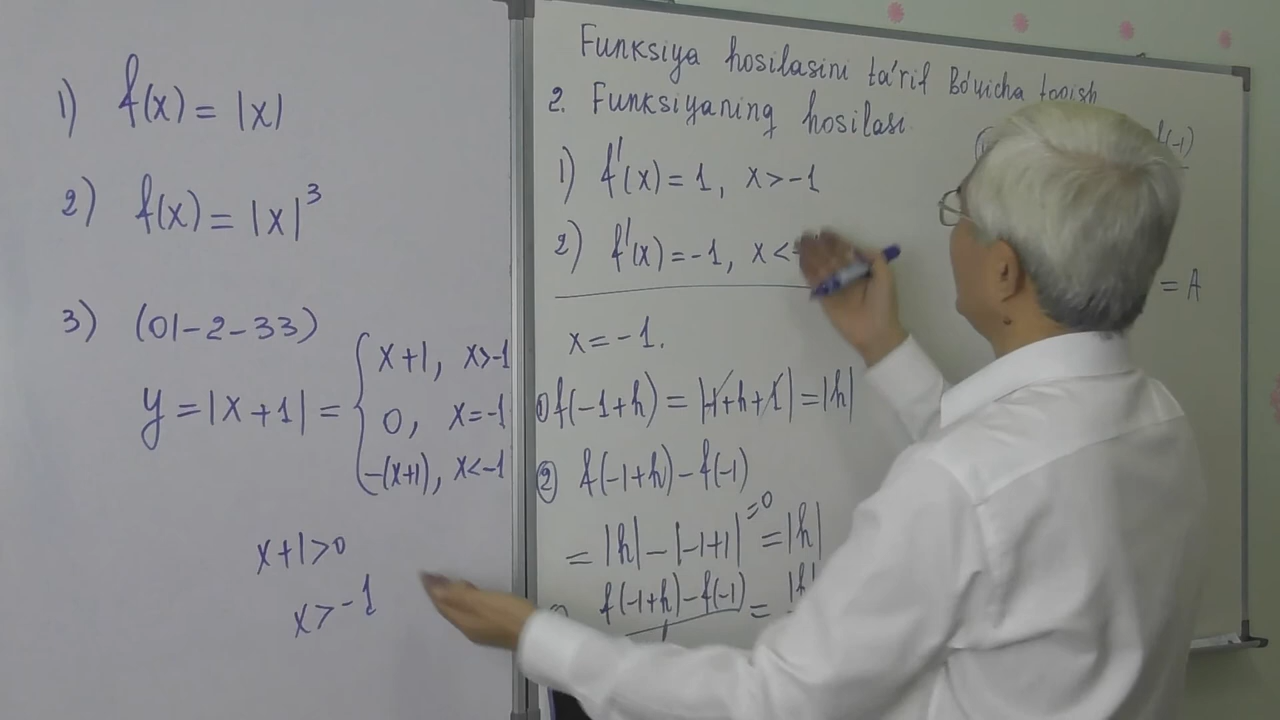 1) f(x) = |x|
2) f(x) = |x|³
3) (01-2-33)
y = |x+1| = { x+1, x>-1
0, x=-1
-(x+1), x<-1
x+1>0
x>-1
Funksiya hosilasini ta'rif Bo'yicha topish
2. Funksiyaning hosilasi
1) f'(x) = 1, x>-1
2) f'(x) = -1, x<-
x = -1.
① f(-1+h) = |-1+h+1| = |h|
② f(-1+h)-f(-1)
= |h| - |-1+1| =0 = |h|
f(-1+h)-f(-1) = |h|
f(-1)
= A